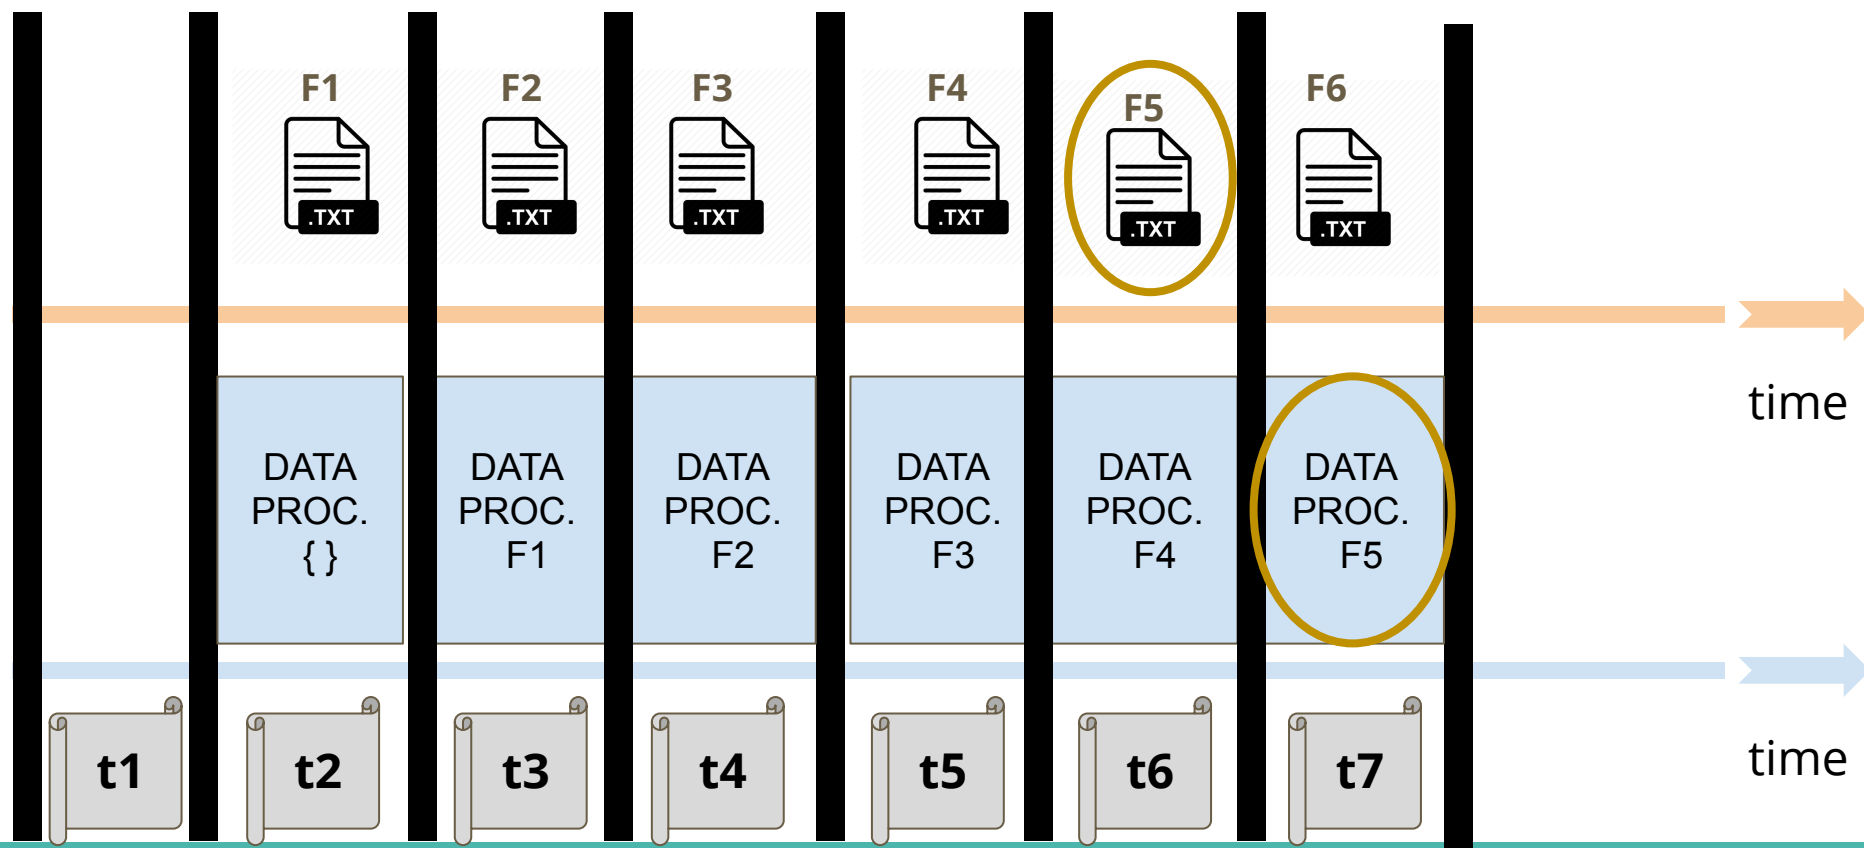 F1 F2 F3 F4 F5 F6
.TXT .TXT .TXT .TXT .TXT .TXT
time
DATA DATA DATA DATA DATA DATA
PROC. PROC. PROC. PROC. PROC. PROC.
{ } F1 F2 F3 F4 F5
t1 t2 t3 t4 t5 t6 t7
time